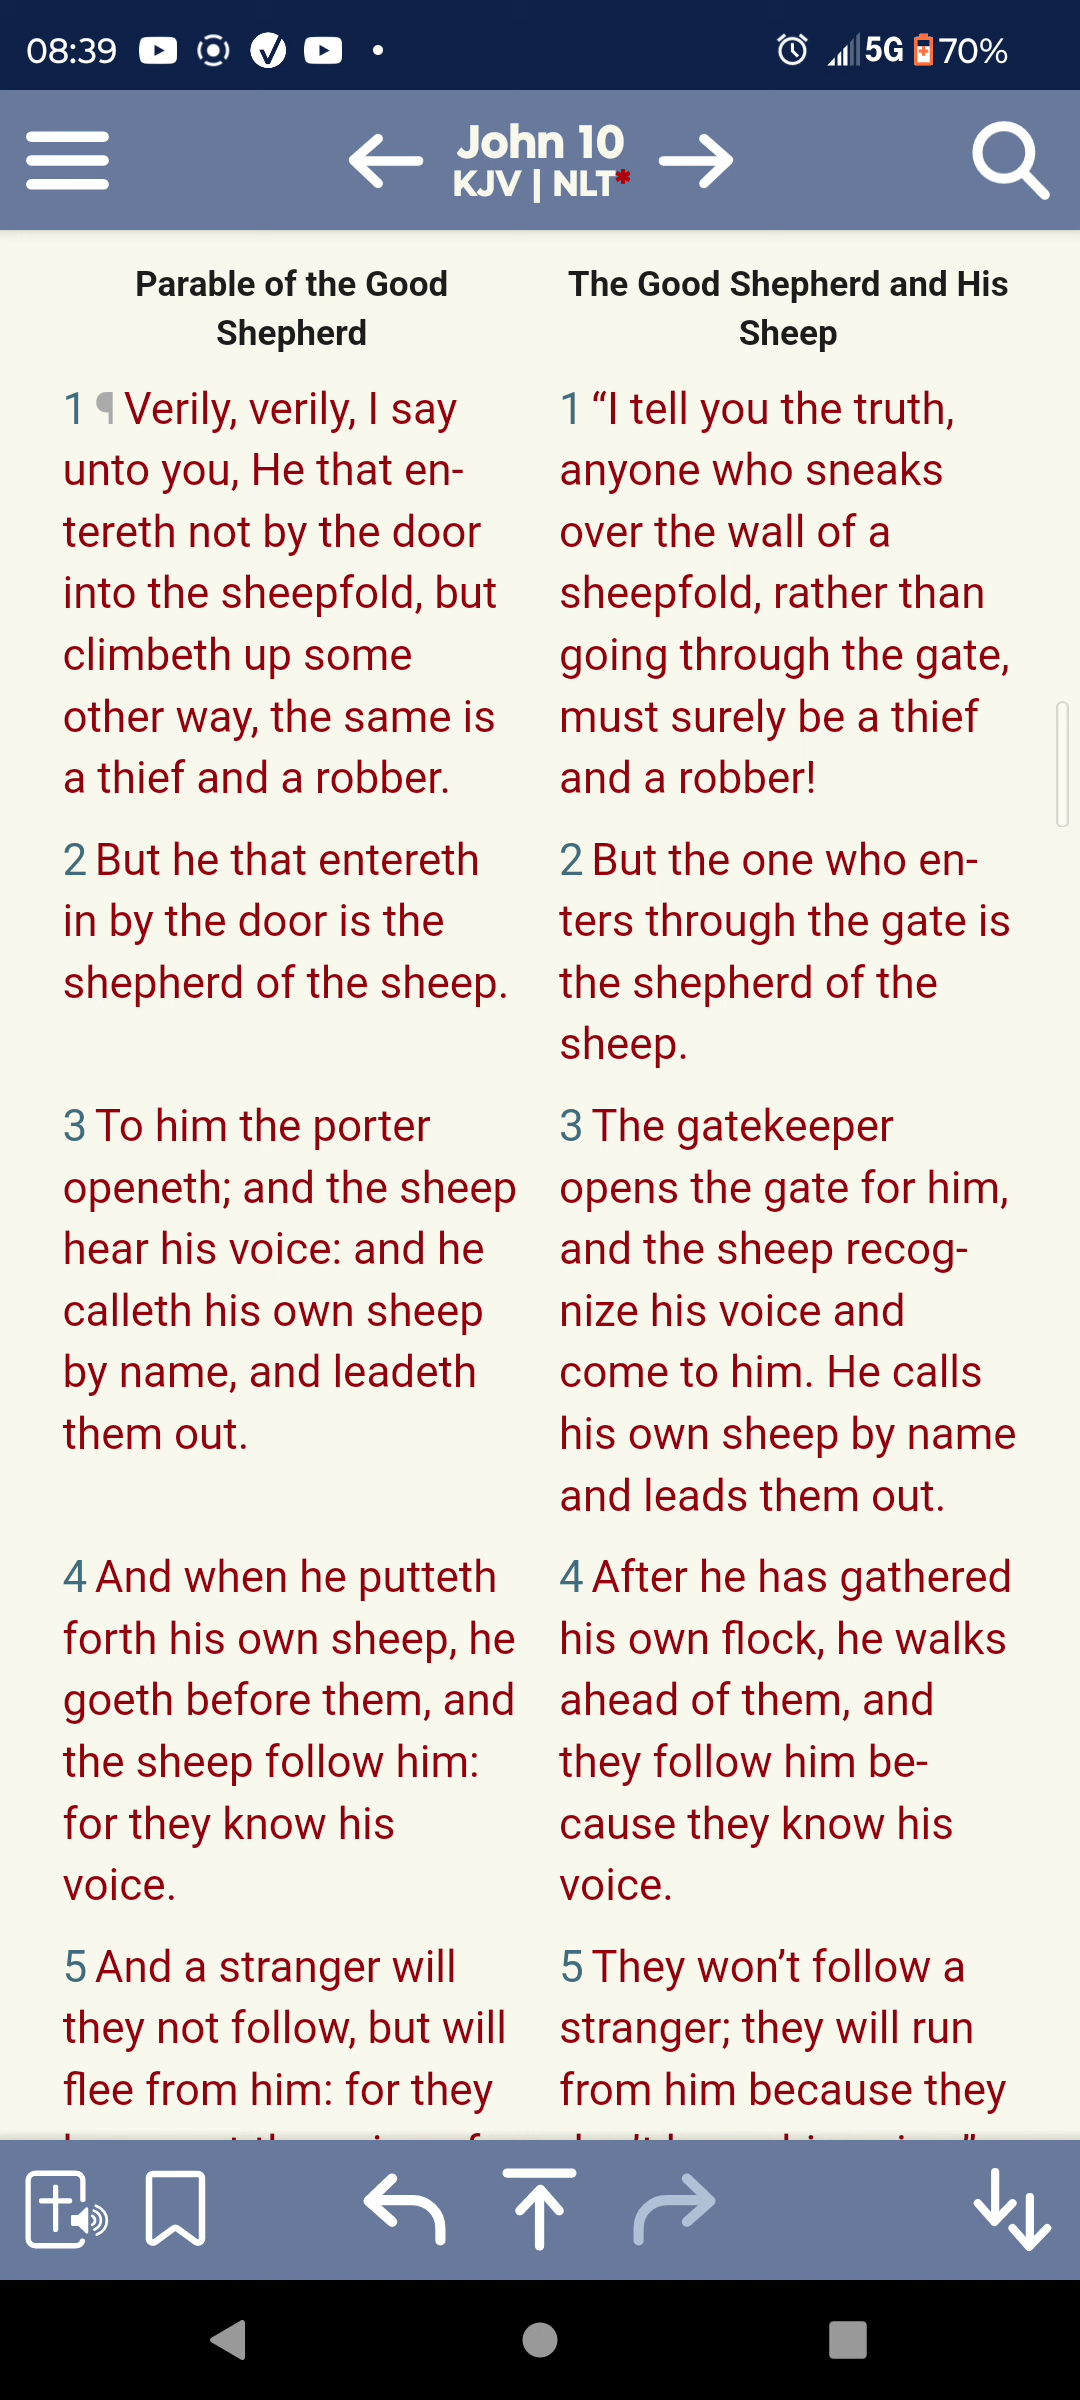 08:39
5G 70%
John 10
KJV | NLT*
Parable of the Good
Shepherd
1 ¶ Verily, verily, I say
unto you, He that en-
tereth not by the door
into the sheepfold, but
climbeth up some
other way, the same is
a thief and a robber.
2 But he that entereth
in by the door is the
shepherd of the sheep.
3 To him the porter
openeth; and the sheep
hear his voice: and he
calleth his own sheep
by name, and leadeth
them out.
4 And when he putteth
forth his own sheep, he
goeth before them, and
the sheep follow him:
for they know his
voice.
5 And a stranger will
they not follow, but will
flee from him: for they
The Good Shepherd and His
Sheep
1 “I tell you the truth,
anyone who sneaks
over the wall of a
sheepfold, rather than
going through the gate,
must surely be a thief
and a robber!
2 But the one who en-
ters through the gate is
the shepherd of the
sheep.
3 The gatekeeper
opens the gate for him,
and the sheep recog-
nize his voice and
come to him. He calls
his own sheep by name
and leads them out.
4 After he has gathered
his own flock, he walks
ahead of them, and
they follow him be-
cause they know his
voice.
5 They won’t follow a
stranger; they will run
from him because they